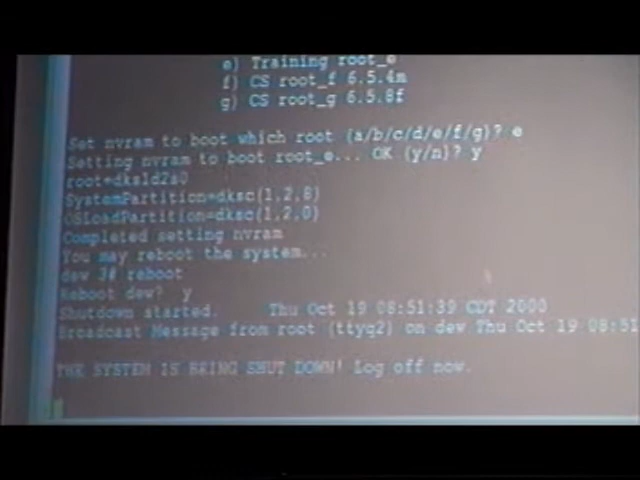 e) Training root_e
f) CS root_f 6.5.4m
g) CS root_g 6.5.8f
Set nvram to boot which root (a/b/c/d/e/f/g)? e
Setting nvram to boot root_e... OK (y/n)? y
root=dks1d2s0
SystemPartition=dksc(1,2,8)
OSLoadPartition=dksc(1,2,0)
Completed setting nvram
You may reboot the system...
dew 3# reboot
Reboot dew? y
Shutdown started. Thu Oct 19 08:51:39 CDT 2000
Broadcast Message from root (ttyq2) on dew Thu Oct 19 08:51
THE SYSTEM IS BEING SHUT DOWN! Log off now.